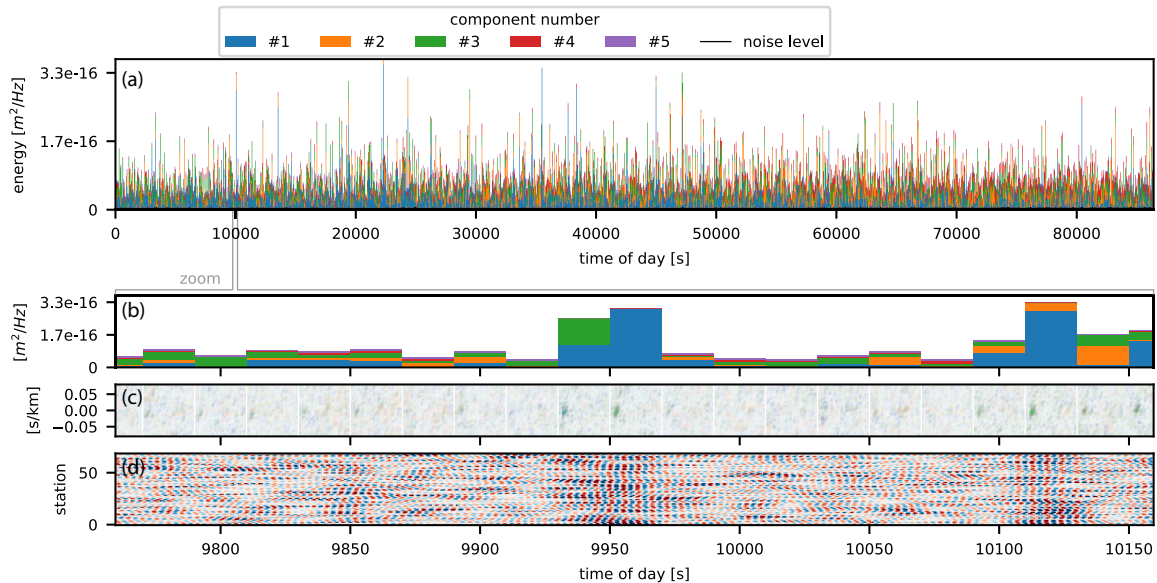 component number
#1 #2 #3 #4 #5 noise level
(a)
energy [m²/Hz]
3.3e-16
1.7e-16
0
0 10000 20000 30000 40000 50000 60000 70000 80000
time of day [s]
zoom
(b)
[m²/Hz]
3.3e-16
1.7e-16
0
(c)
[s/km]
0.05
0.00
−0.05
(d)
station
50
0
9800 9850 9900 9950 10000 10050 10100 10150
time of day [s]